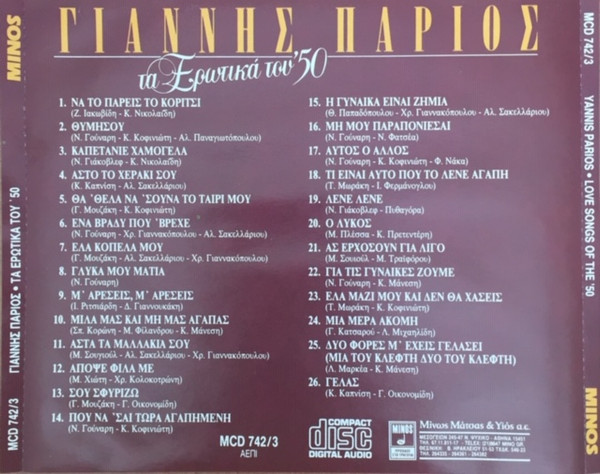 MINOS
ΓΙΑΝΝΗΣ ΠΑΡΙΟΣ
τα Ερωτικά του '50
1. ΝΑ ΤΟ ΠΑΡΕΙΣ ΤΟ ΚΟΡΙΤΣΙ
(Ζ. Ιακωβίδη - Κ. Νικολαΐδη)
2. ΘΥΜΗΣΟΥ
(Ν. Γούναρη - Κ. Κοφινιώτη - Αλ. Παναγιωτόπουλου)
3. ΚΑΠΕΤΑΝΙΕ ΧΑΜΟΓΕΛΑ
(Ν. Γιάκοβλεφ - Κ. Νικολαΐδη)
4. ΑΣΤΟ ΤΟ ΧΕΡΑΚΙ ΣΟΥ
(Κ. Καπνίση - Αλ. Σακελλάριου)
5. ΘΑ ΄ΘΕΛΑ ΝΑ ΄ΣΟΥΝΑ ΤΟ ΤΑΙΡΙ ΜΟΥ
(Γ. Μουζάκη - Κ. Κοφινιώτη)
6. ΕΝΑ ΒΡΑΔΥ ΠΟΥ ΄ΒΡΕΧΕ
(Ν. Γούναρη - Χρ. Γιαννακόπουλου - Αλ. Σακελλάριου)
7. ΕΛΑ ΚΟΠΕΛΑ ΜΟΥ
(Γ. Μουζάκη - Αλ. Σακελλάριου - Χρ. Γιαννακόπουλου)
8. ΓΛΥΚΑ ΜΟΥ ΜΑΤΙΑ
(Ν. Γούναρη)
9. Μ΄ ΑΡΕΣΕΙΣ, Μ΄ ΑΡΕΣΕΙΣ
(Ι. Ριτσιάρδη - Δ. Γιαννουκάκη)
10. ΜΙΛΑ ΜΑΣ ΚΑΙ ΜΗ ΜΑΣ ΑΓΑΠΑΣ
(Σπ. Κορώνη - Μ. Φιλάνδρου - Κ. Μάνεση)
11. ΑΣΤΑ ΤΑ ΜΑΛΛΑΚΙΑ ΣΟΥ
(Μ. Σουγιούλ - Αλ. Σακελλάριου - Χρ. Γιαννακόπουλου)
12. ΑΠΟΨΕ ΦΙΛΑ ΜΕ
(Μ. Χιώτη - Χρ. Κολοκοτρώνη)
13. ΣΟΥ ΣΦΥΡΙΖΩ
(Γ. Μουζάκη - Γ. Οικονομίδη)
14. ΠΟΥ ΝΑ ΄ΣΑΙ ΤΩΡΑ ΑΓΑΠΗΜΕΝΗ
(Ν. Γούναρη - Κ. Κοφινιώτη)
15. Η ΓΥΝΑΙΚΑ ΕΙΝΑΙ ΖΗΜΙΑ
(Θ. Παπαδόπουλου - Χρ. Γιαννακόπουλου - Αλ. Σακελλάριου)
16. ΜΗ ΜΟΥ ΠΑΡΑΠΟΝΙΕΣΑΙ
(Ν. Γούναρη - Ν. Φατσέα)
17. ΑΥΤΟΣ Ο ΑΛΛΟΣ
(Ν. Γούναρη - Κ. Κοφινιώτη - Φ. Νάκα)
18. ΤΙ ΕΙΝΑΙ ΑΥΤΟ ΠΟΥ ΤΟ ΛΕΝΕ ΑΓΑΠΗ
(Τ. Μωράκη - Ι. Φερμάνογλου)
19. ΛΕΝΕ ΛΕΝΕ
(Ν. Γιάκοβλεφ - Πυθαγόρα)
20. Ο ΛΥΚΟΣ
(Μ. Πλέσσα - Κ. Πρετεντέρη)
21. ΑΣ ΕΡΧΟΣΟΥΝ ΓΙΑ ΛΙΓΟ
(Μ. Σουιούλ - Μ. Τραϊφόρου)
22. ΓΙΑ ΤΙΣ ΓΥΝΑΙΚΕΣ ΖΟΥΜΕ
(Ν. Γούναρη - Κ. Μάνεση)
23. ΕΛΑ ΜΑΖΙ ΜΟΥ ΚΑΙ ΔΕΝ ΘΑ ΧΑΣΕΙΣ
(Τ. Μωράκη - Κ. Κοφινιώτη)
24. ΜΙΑ ΜΕΡΑ ΑΚΟΜΗ
(Γ. Κατσαρού - Λ. Μιχαηλίδη)
25. ΔΥΟ ΦΟΡΕΣ Μ΄ ΕΧΕΙΣ ΓΕΛΑΣΕΙ
(ΜΙΑ ΤΟΥ ΚΛΕΦΤΗ ΔΥΟ ΤΟΥ ΚΛΕΦΤΗ)
(Λ. Μαρκέα - Κ. Μάνεση)
26. ΓΕΛΑΣ
(Κ. Καπνίση - Γ. Οικονομίδη)
MCD 742/3
ΑΕΠΙ
COMPACT
disc
DIGITAL AUDIO
MINOS
Μίνως Μάτσας & Υιός α.ε.
MCD 742/3
ΓΙΑΝΝΗΣ ΠΑΡΙΟΣ • ΤΑ ΕΡΩΤΙΚΑ ΤΟΥ ΄50
MCD 742/3
YANNIS PARIOS • LOVE SONGS OF THE '50
MINOS